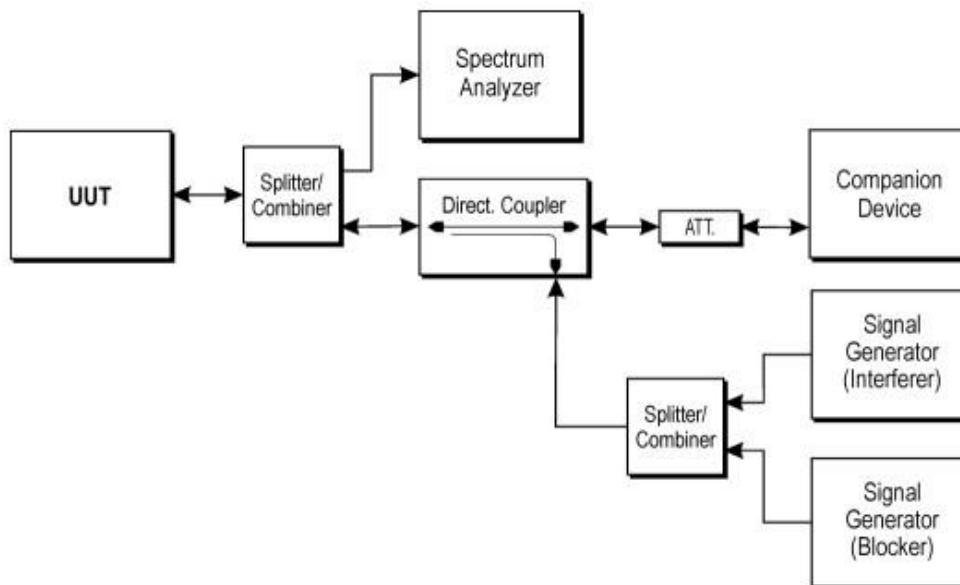 Spectrum
Analyzer
UUT
Splitter/
Combiner
Direct. Coupler
ATT.
Companion
Device
Signal
Generator
(Interferer)
Splitter/
Combiner
Signal
Generator
(Blocker)